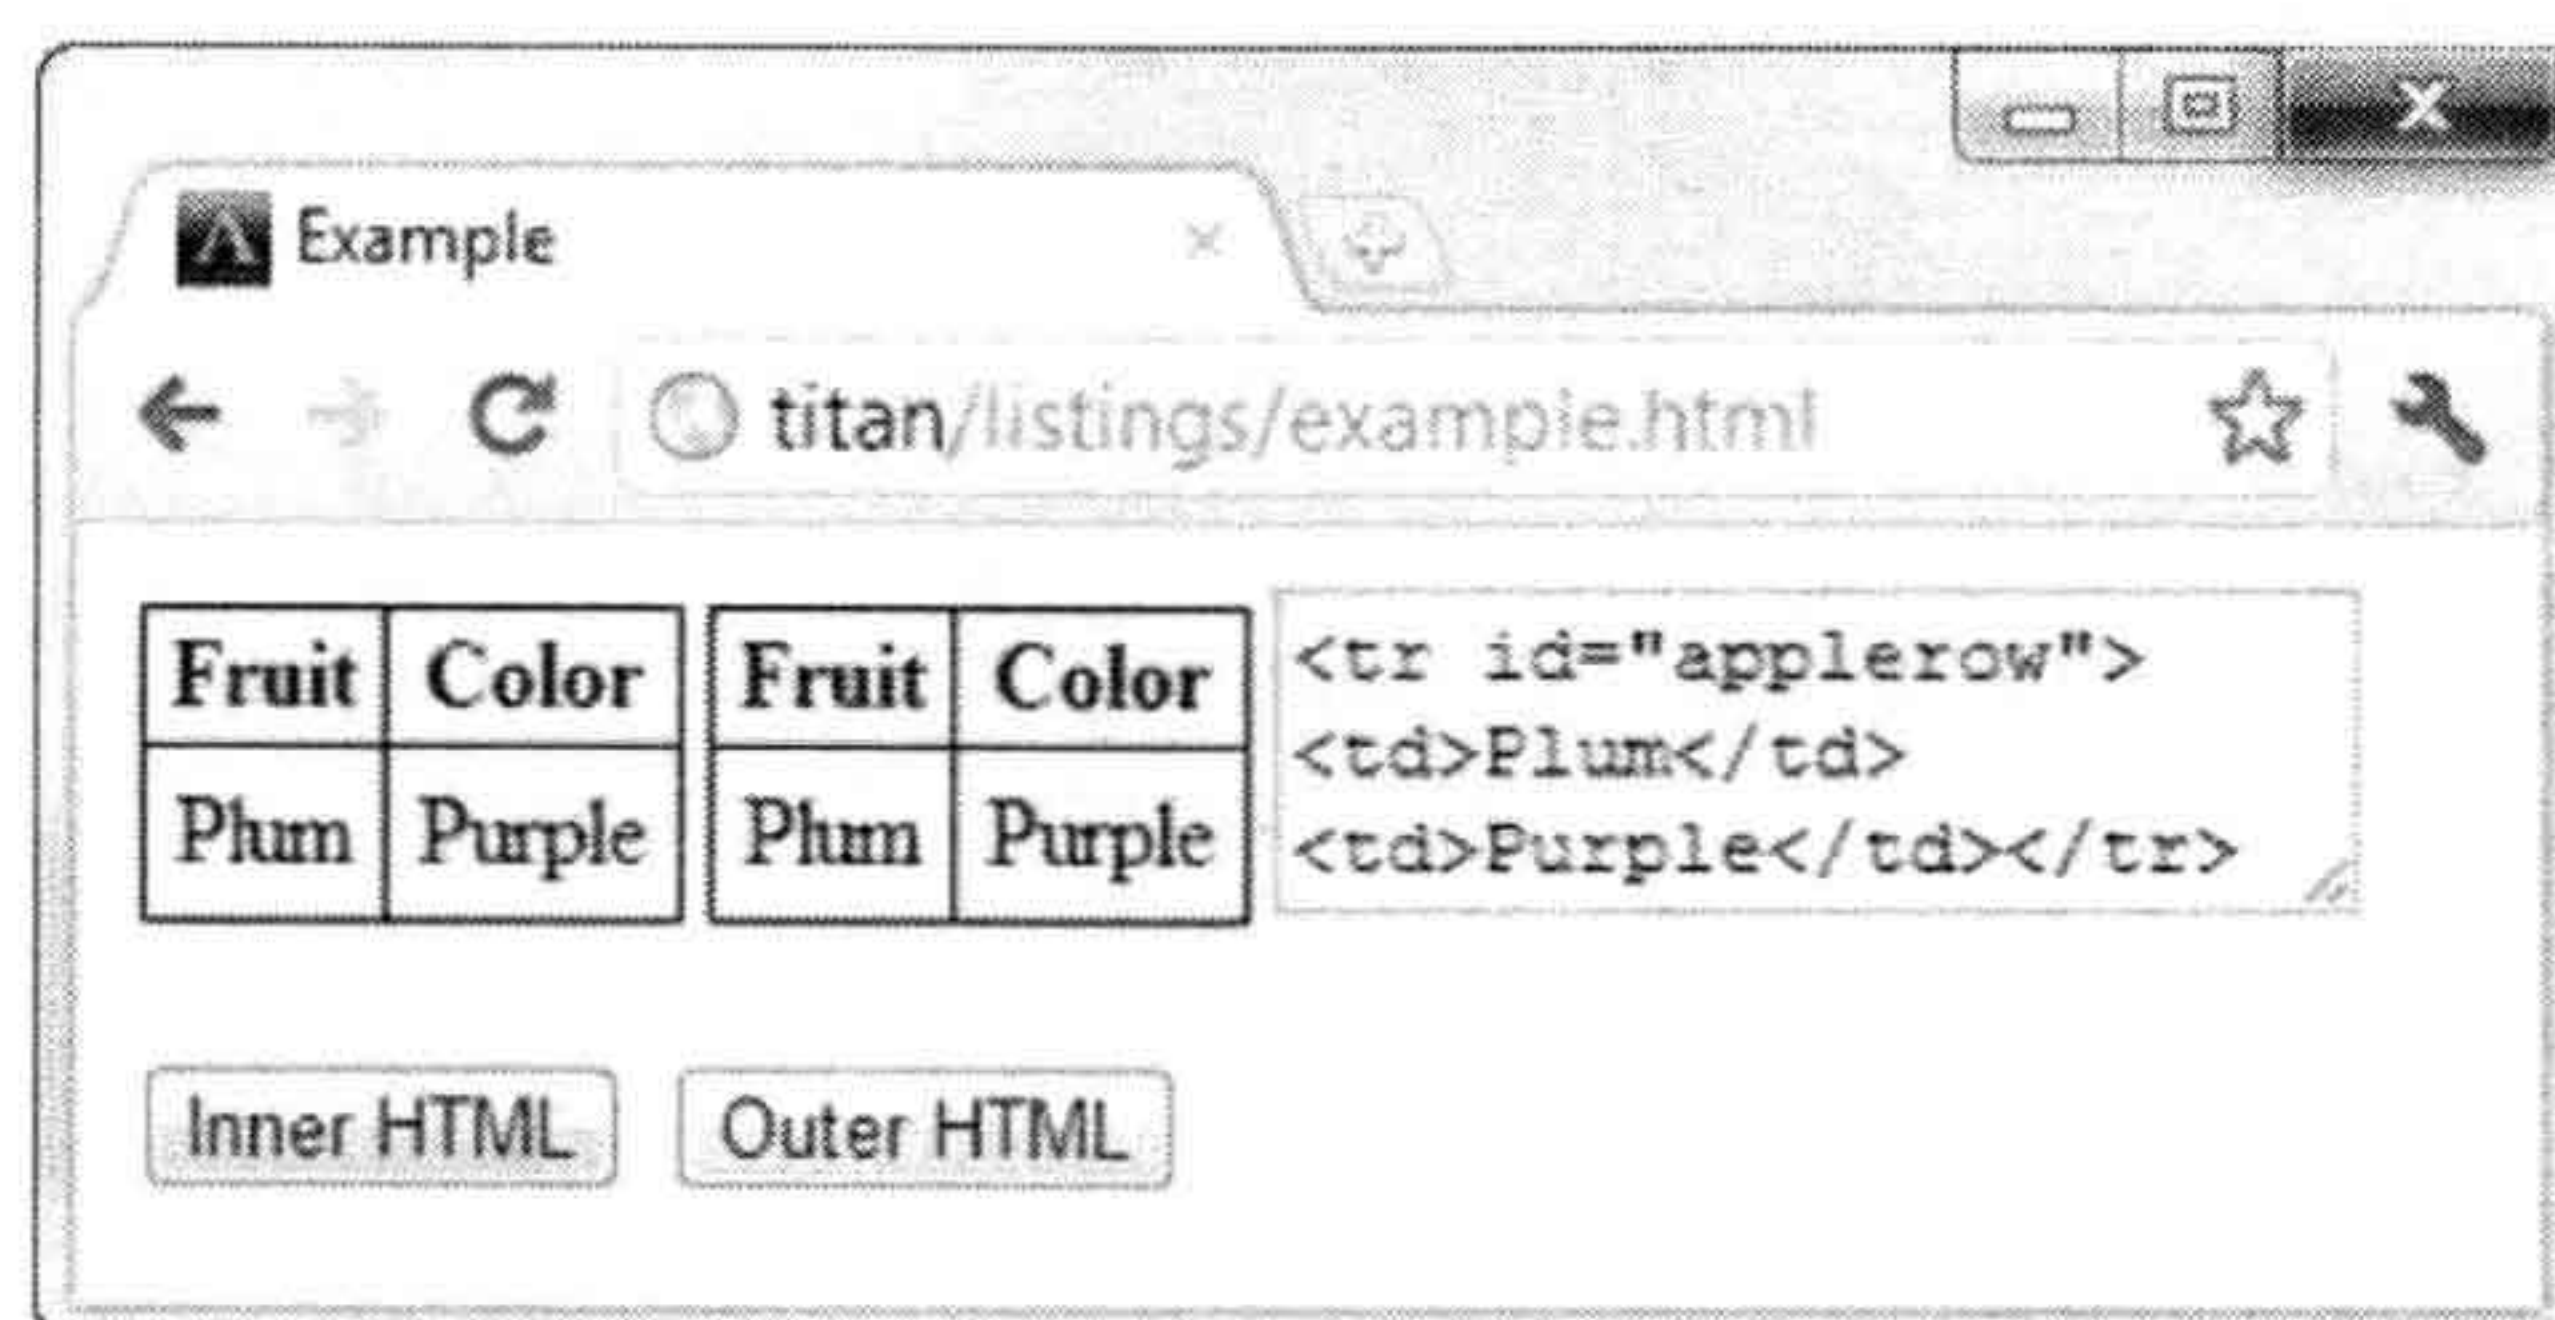 Example
titan/listings/example.html
Fruit Color Fruit Color
Plum Purple Plum Purple
<tr id="applerow">
<td>Plum</td>
<td>Purple</td></tr>
Inner HTML Outer HTML